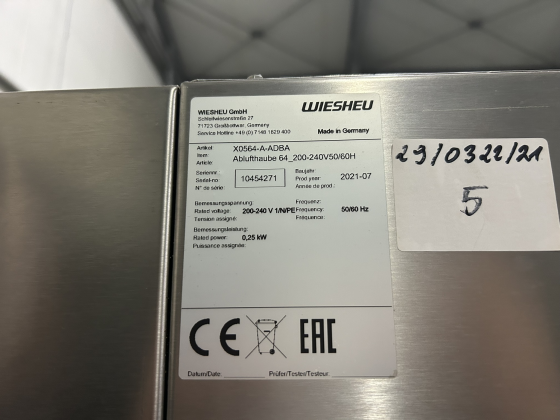 WIESHEU GmbH
Schleifwiesenstraße 27
71723 Großbottwar, Germany
Service Hotline +49 (0) 7148 1629 400
WIESHEU
Made in Germany
Artikel
Item
Article:
X0564-A-ADBA
Ablufthaube 64_200-240V50/60H
Seriennr.:
Serial-no:
N° de série:
10454271
Baujahr:
Prod year:
Année de prod.:
2021-07
Bemessungsspannung:
Rated voltage:
Tension assigné:
200-240 V 1/N/PE
Frequenz:
Frequency:
Fréquence:
50/60 Hz
Bemessungsleistung:
Rated power:
Puissance assignée:
0,25 kW
CE
EAC
Datum/Date:
Prüfer/Tester/Testeur:
29/0322/21
5